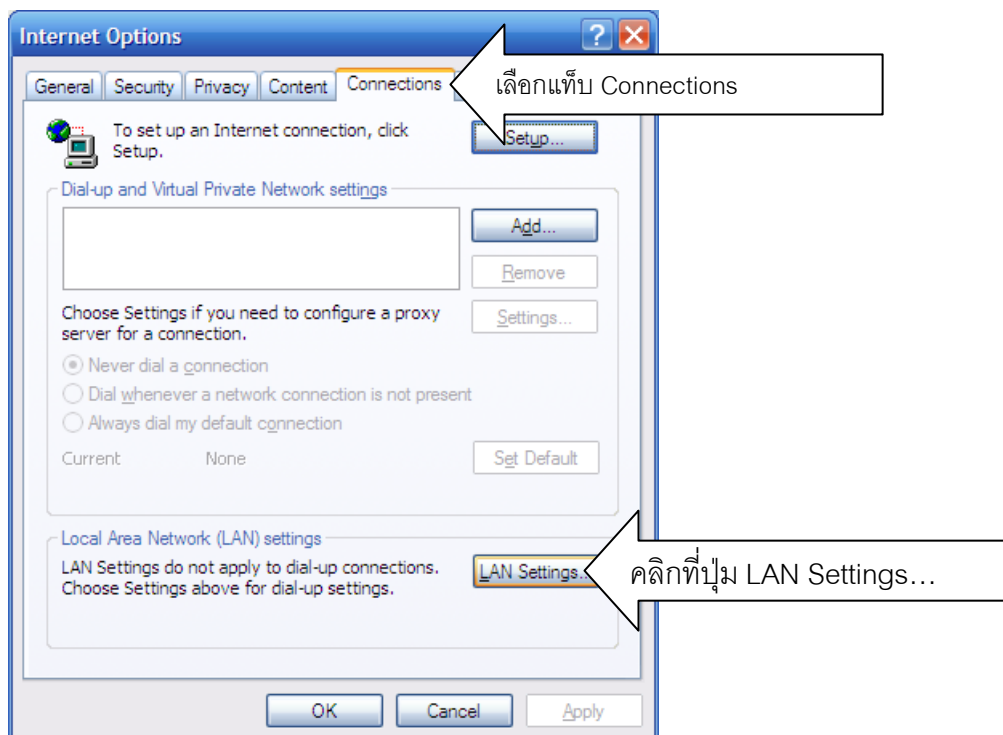 Internet Options
General Security Privacy Content Connections
เลือกแท็บ Connections
To set up an Internet connection, click
Setup.
Setup...
Dial-up and Virtual Private Network settings
Add...
Remove
Choose Settings if you need to configure a proxy
server for a connection.
Settings...
Never dial a connection
Dial whenever a network connection is not present
Always dial my default connection
Current None
Set Default
Local Area Network (LAN) settings
LAN Settings do not apply to dial-up connections.
Choose Settings above for dial-up settings.
LAN Settings..
คลิกที่ปุ่ม LAN Settings...
OK Cancel Apply